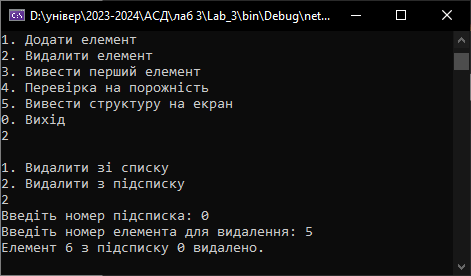 D:\універ\2023-2024\АСД\лаб 3\Lab_3\bin\Debug\net...
1. Додати елемент
2. Видалити елемент
3. Вивести перший елемент
4. Перевірка на порожність
5. Вивести структуру на екран
0. Вихід
2
1. Видалити зі списку
2. Видалити з підсписку
2
Введіть номер підписка: 0
Введіть номер елемента для видалення: 5
Елемент 6 з підсписку 0 видалено.